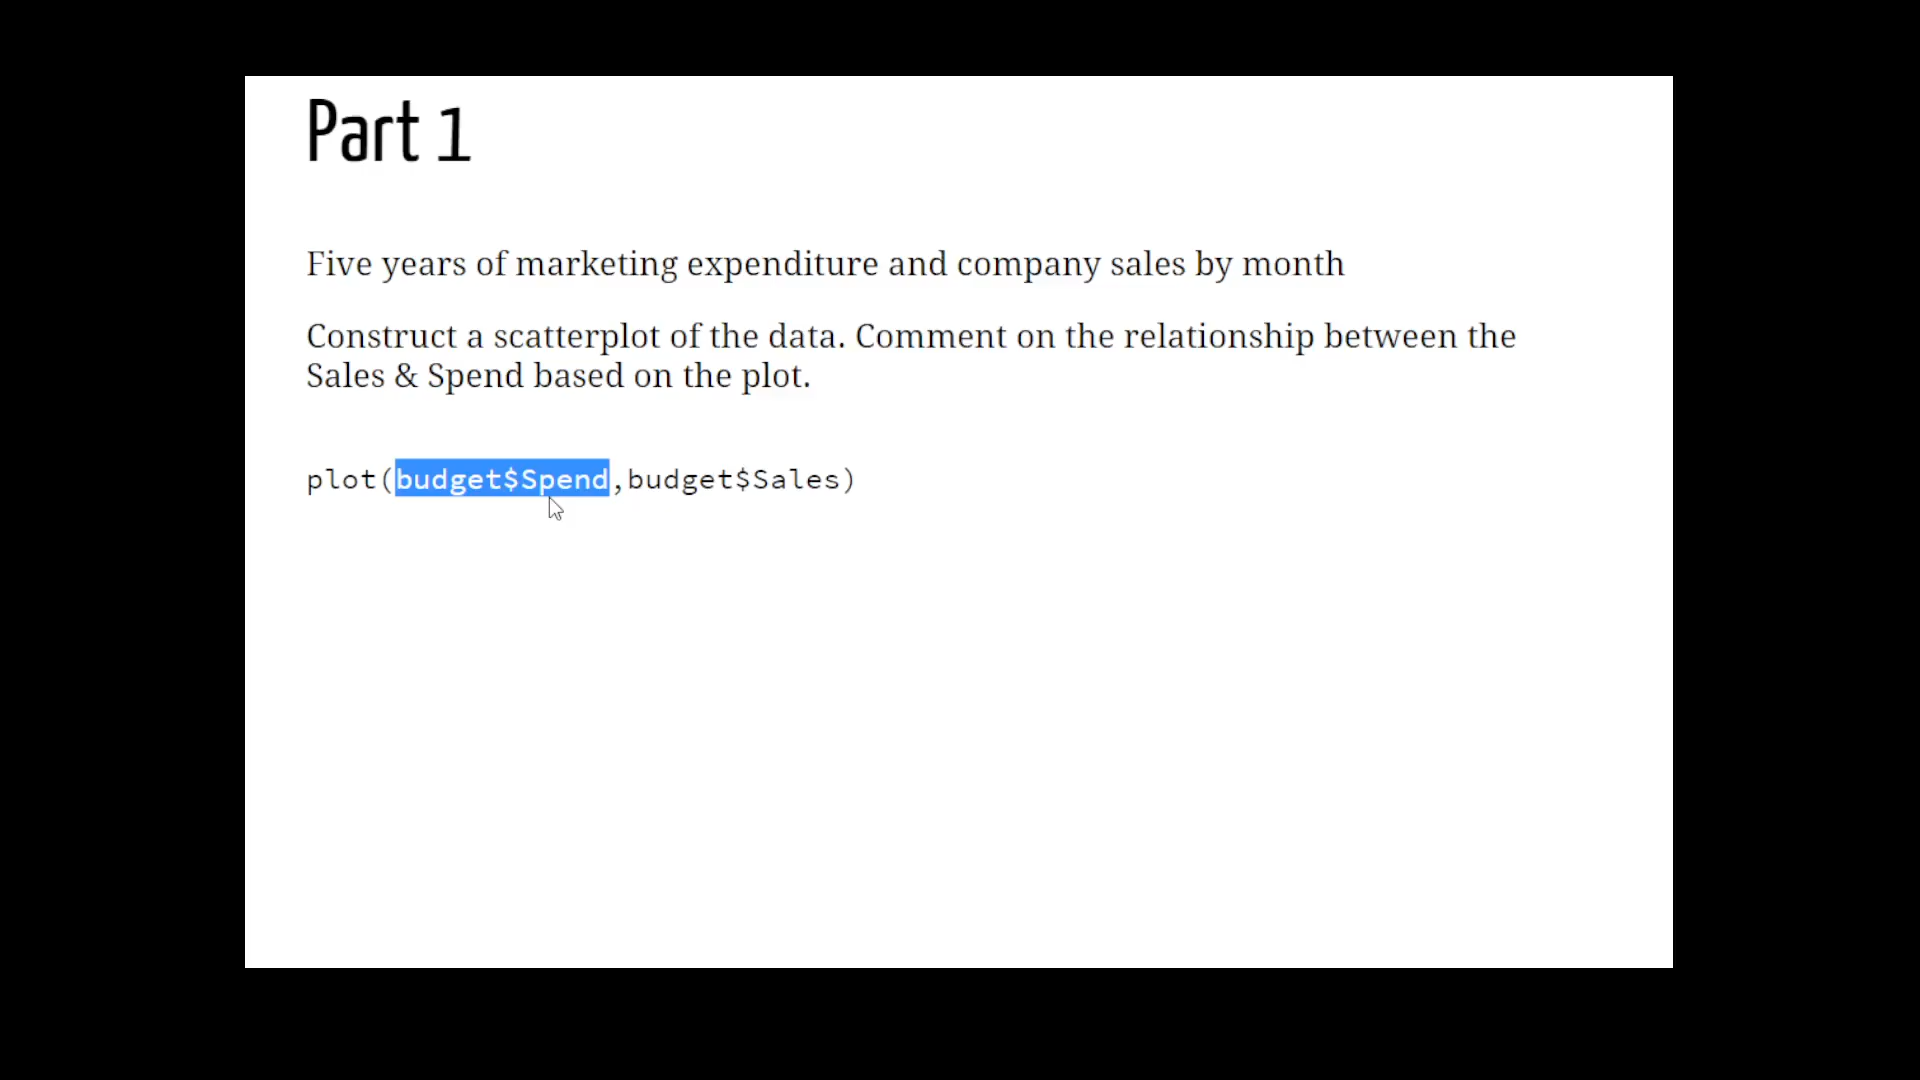 Part 1
Five years of marketing expenditure and company sales by month
Construct a scatterplot of the data. Comment on the relationship between the
Sales & Spend based on the plot.
plot(budget$Spend,budget$Sales)